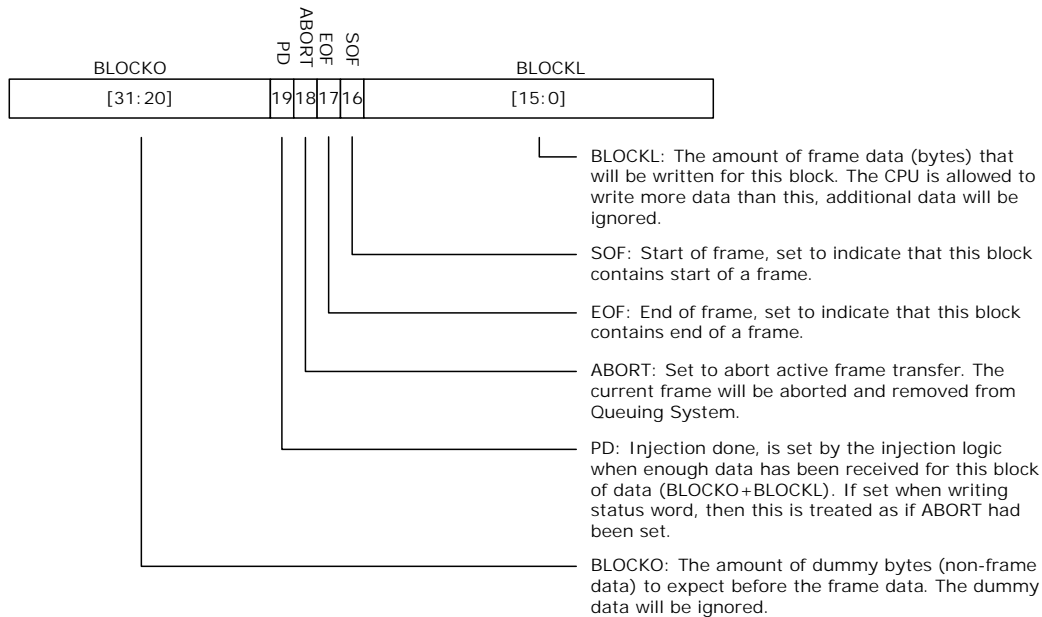 PD
ABORT
EOF
SOF
BLOCKO
BLOCKL
[31:20]
19
18
17
16
[15:0]
BLOCKL: The amount of frame data (bytes) that
will be written for this block. The CPU is allowed to
write more data than this, additional data will be
ignored.
SOF: Start of frame, set to indicate that this block
contains start of a frame.
EOF: End of frame, set to indicate that this block
contains end of a frame.
ABORT: Set to abort active frame transfer. The
current frame will be aborted and removed from
Queuing System.
PD: Injection done, is set by the injection logic
when enough data has been received for this block
of data (BLOCKO+BLOCKL). If set when writing
status word, then this is treated as if ABORT had
been set.
BLOCKO: The amount of dummy bytes (non-frame
data) to expect before the frame data. The dummy
data will be ignored.